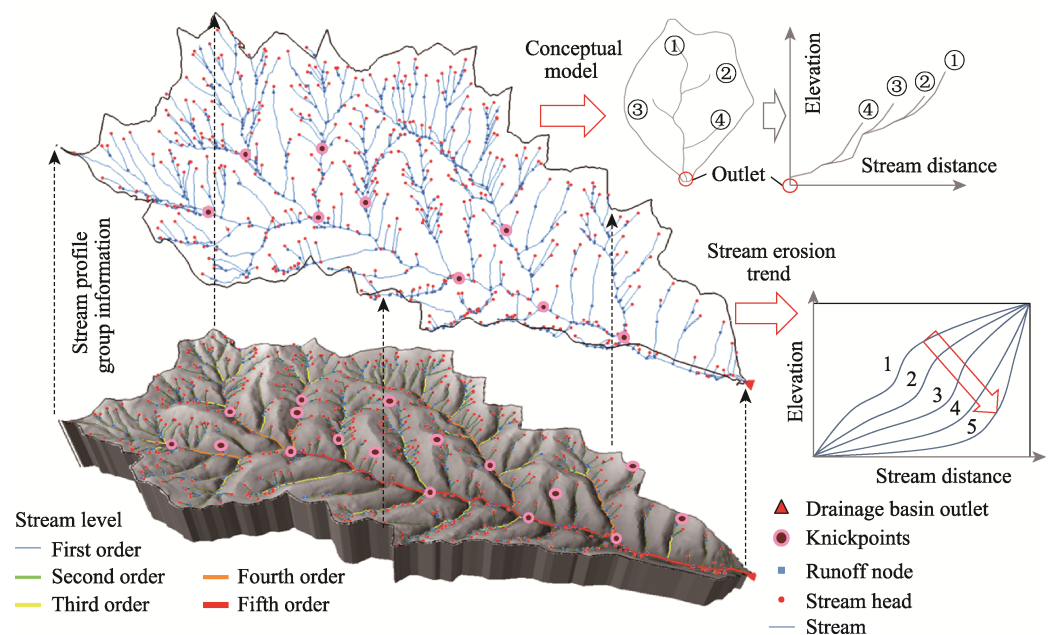 Conceptual
model
①
②
③
④
Outlet
Elevation
①
②
③
④
Stream distance
Stream profile
group information
Stream erosion
trend
Elevation
1
2
3
4
5
Stream distance
Stream level
First order
Second order
Third order
Fourth order
Fifth order
Drainage basin outlet
Knickpoints
Runoff node
Stream head
Stream